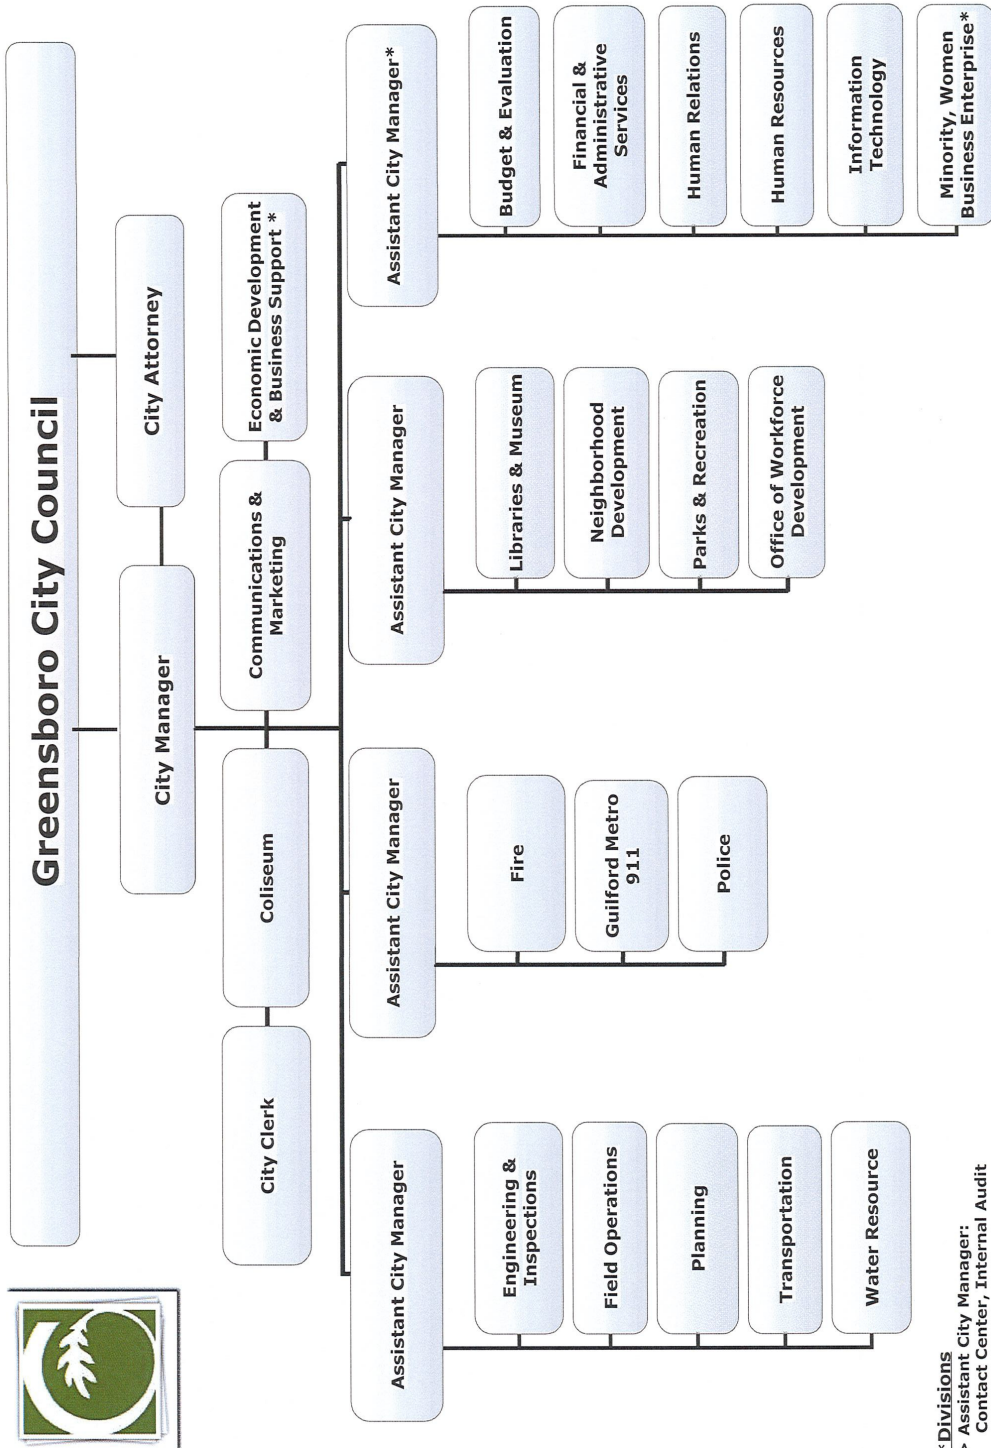 Greensboro City Council
City Manager
City Attorney
City Clerk
Coliseum
Communications &
Marketing
Economic Development
& Business Support *
Assistant City Manager
Engineering &
Inspections
Field Operations
Planning
Transportation
Water Resource
Assistant City Manager
Fire
Guilford Metro
911
Police
Assistant City Manager
Libraries & Museum
Neighborhood
Development
Parks & Recreation
Office of Workforce
Development
Assistant City Manager*
Budget & Evaluation
Financial &
Administrative
Services
Human Relations
Human Resources
Information
Technology
Minority, Women
Business Enterprise*
*Divisions
> Assistant City Manager:
Contact Center, Internal Audit